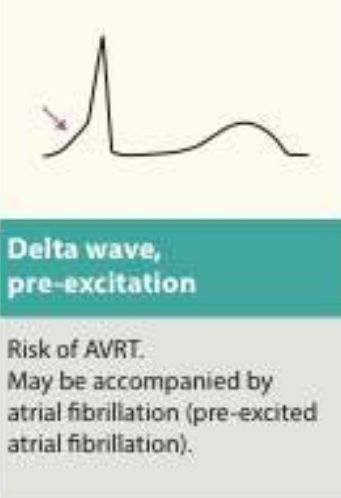 Delta wave,
pre-excitation
Risk of AVRT.
May be accompanied by
atrial fibrillation (pre-excited
atrial fibrillation).